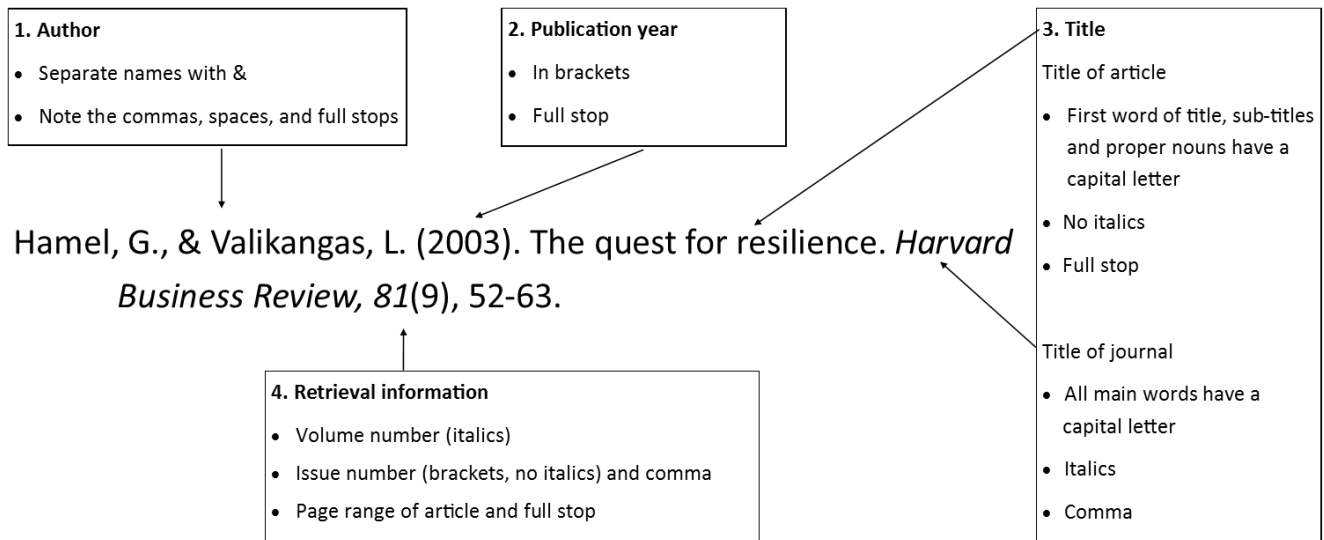 1. Author
• Separate names with &
• Note the commas, spaces, and full stops
2. Publication year
• In brackets
• Full stop
3. Title
Title of article
• First word of title, sub-titles
and proper nouns have a
capital letter
• No italics
• Full stop
Title of journal
• All main words have a
capital letter
• Italics
• Comma
Hamel, G., & Valikangas, L. (2003). The quest for resilience. Harvard
Business Review, 81(9), 52-63.
4. Retrieval information
• Volume number (italics)
• Issue number (brackets, no italics) and comma
• Page range of article and full stop